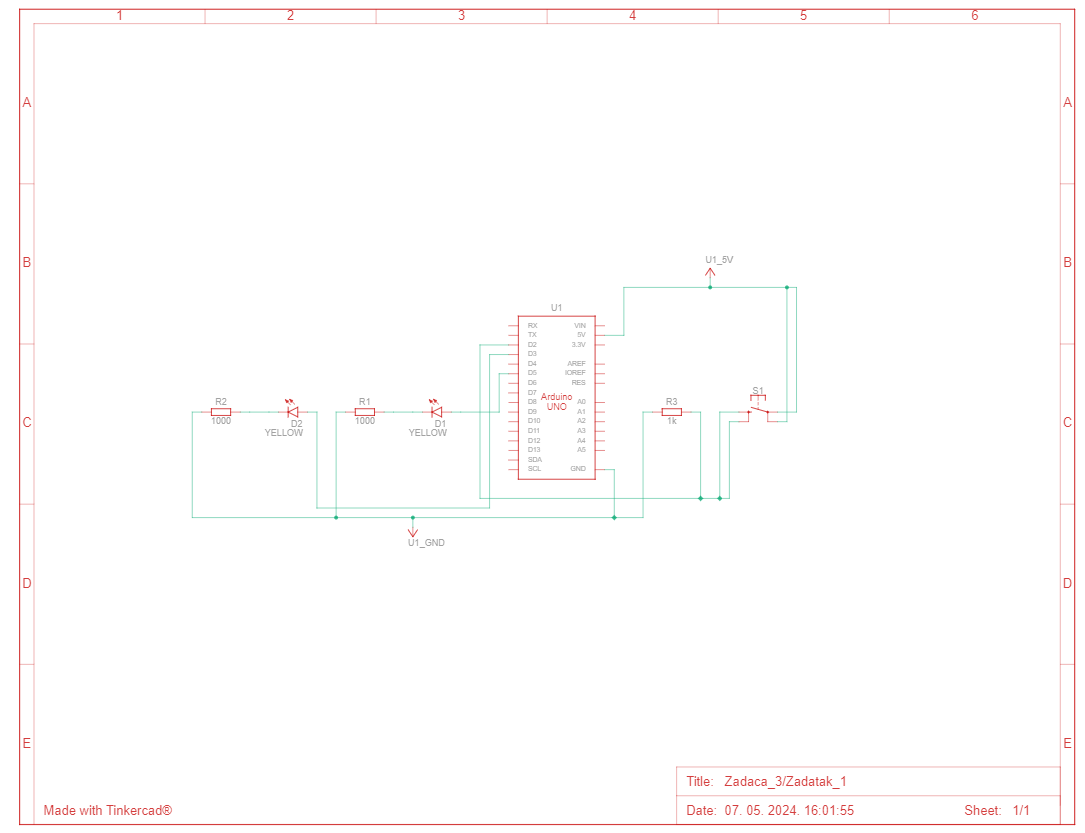 1 2 3 4 5 6
A A
B B
C C
D D
E E
U1_5V
U1
RX VIN
TX 5V
D2 3.3V
D3
D4 AREF
D5 IOREF
D6 RES
D7
D8 A0
D9 A1
D10 A2
D11 A3
D12 A4
D13 A5
SDA
SCL GND
Arduino
UNO
R2
1000
D2
YELLOW
R1
1000
D1
YELLOW
R3
1k
S1
U1_GND
Title: Zadaca_3/Zadatak_1
Made with Tinkercad®
Date: 07. 05. 2024. 16:01:55 Sheet: 1/1